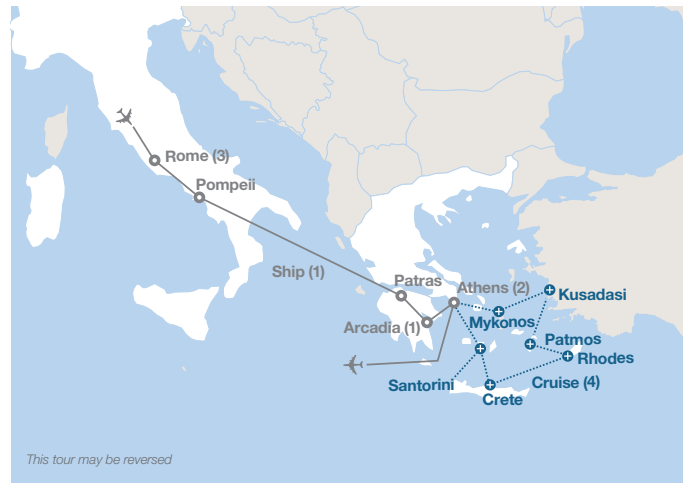 Rome (3)
Pompeii
Ship (1)
Patras
Athens (2)
Kusadasi
Mykonos
Arcadia (1)
Patmos
Rhodes
Santorini
Cruise (4)
Crete
This tour may be reversed